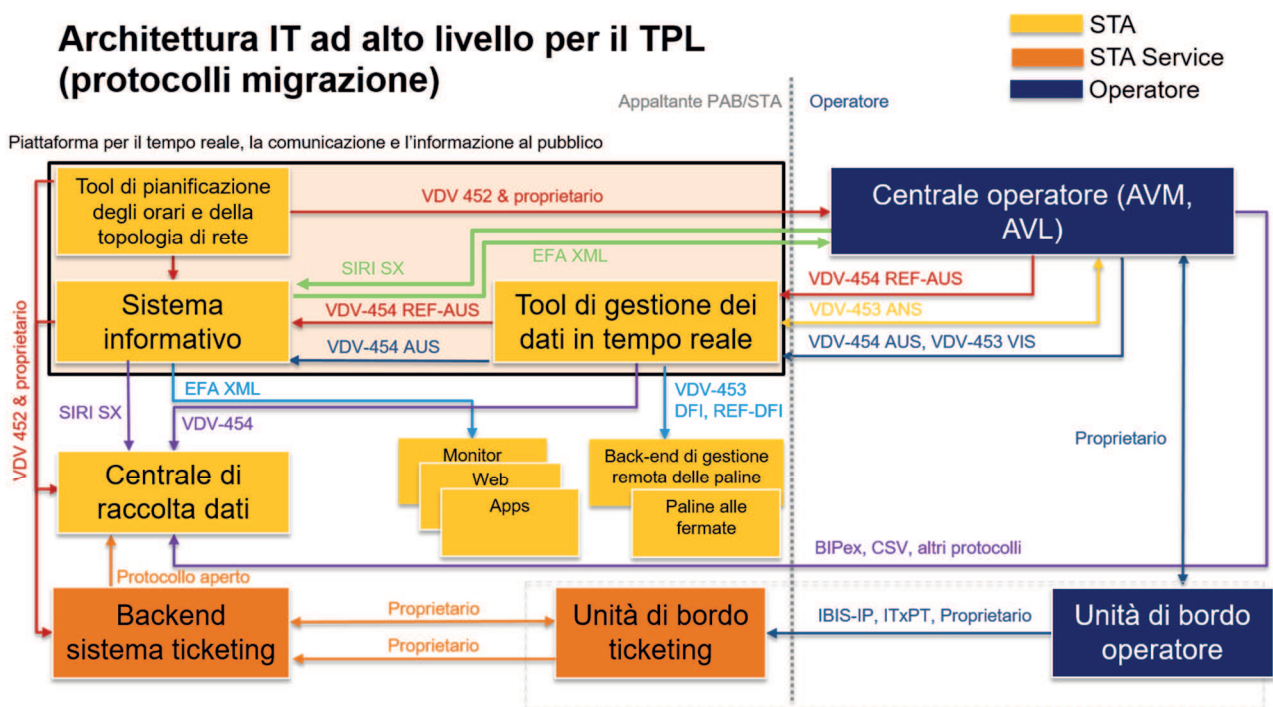 Architettura IT ad alto livello per il TPL
(protocolli migrazione)
STA
STA Service
Operatore
Appaltante PAB/STA
Operatore
Piattaforma per il tempo reale, la comunicazione e l'informazione al pubblico
Tool di pianificazione
degli orari e della
topologia di rete
VDV 452 & proprietario
Centrale operatore (AVM,
AVL)
SIRI SX
EFA XML
Sistema
informativo
VDV-454 REF-AUS
VDV-454 AUS
Tool di gestione dei
dati in tempo reale
VDV-454 REF-AUS
VDV-453 ANS
VDV-454 AUS, VDV-453 VIS
VDV 452 & proprietario
SIRI SX
EFA XML
VDV-454
VDV-453
DFI, REF-DFI
Proprietario
Centrale di
raccolta dati
Monitor
Web
Apps
Back-end di gestione
remota delle paline
Paline alle
fermate
BIPex, CSV, altri protocolli
Protocollo aperto
Backend
sistema ticketing
Proprietario
Proprietario
Unità di bordo
ticketing
IBIS-IP, ITxPT, Proprietario
Unità di bordo
operatore